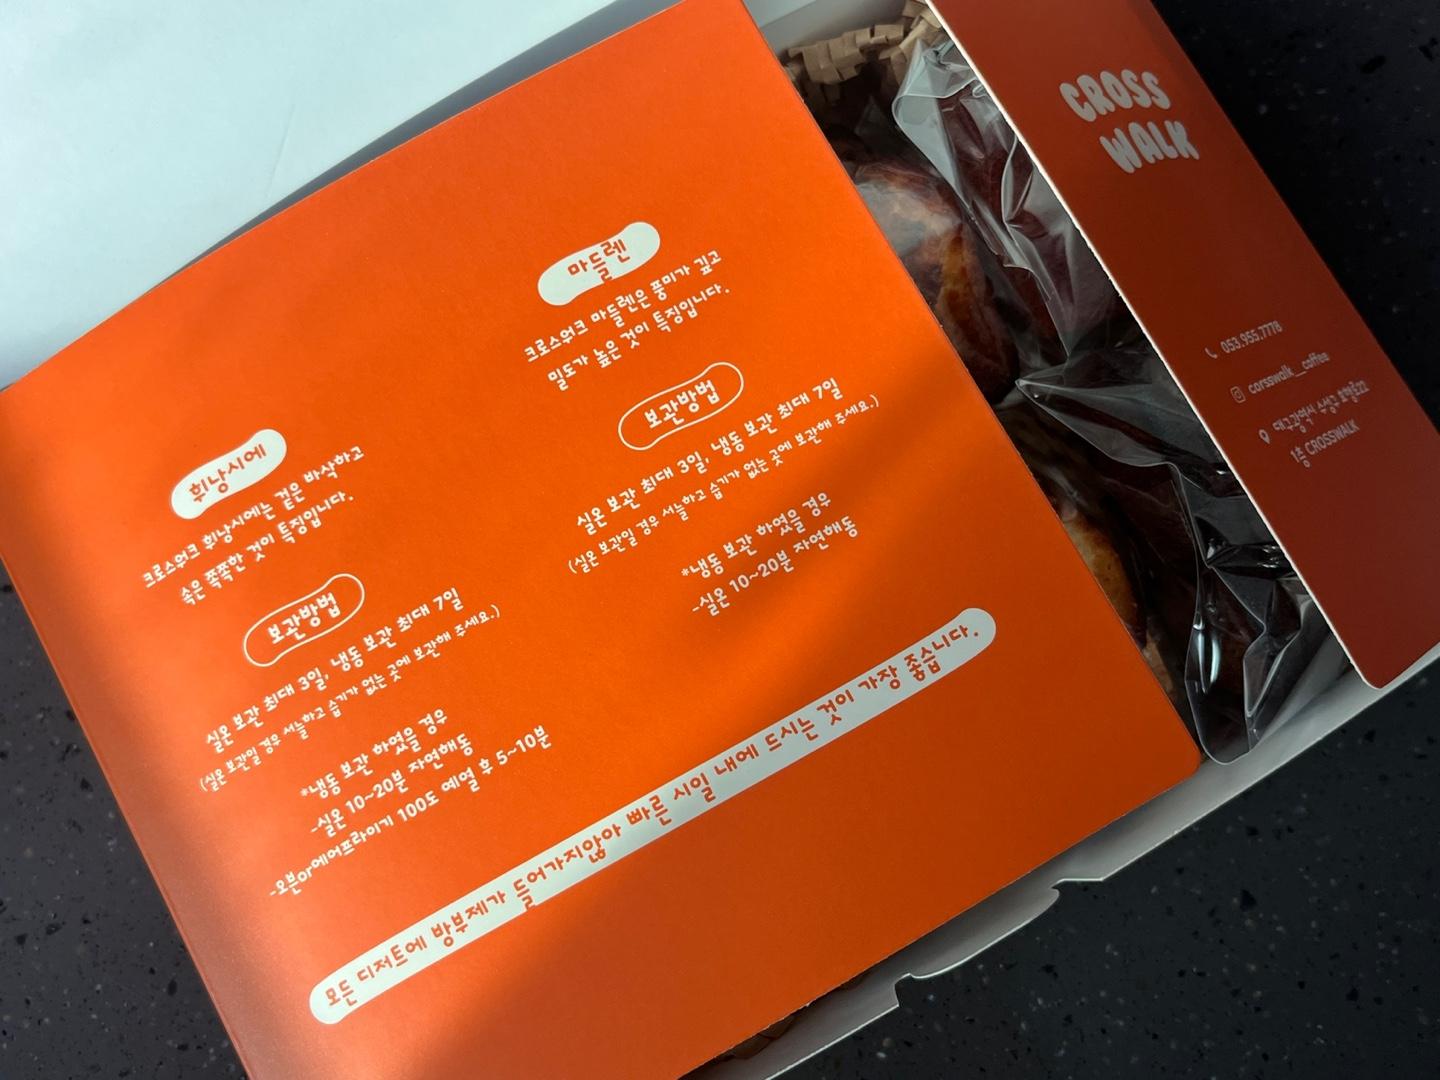 휘낭시에
크로스워크 휘낭시에는 겉은 바삭하고
속은 쫀쫀한 것이 특징입니다.
보관방법
실온 보관 최대 3일, 냉동 보관 최대 7일
(실온 보관일 경우 서늘하고 습기가 없는 곳에 보관해 주세요.)
*냉동 보관 하였을 경우
-실온 10~20분 자연해동
-오븐or에어프라이기 100도 예열 후 5~10분
마들렌
크로스워크 마들렌은 풍미가 깊고
밀도가 높은 것이 특징입니다.
보관방법
실온 보관 최대 3일, 냉동 보관 최대 7일
(실온 보관일 경우 서늘하고 습기가 없는 곳에 보관해 주세요.)
*냉동 보관 하였을 경우
-실온 10~20분 자연해동
모든 디저트에 방부제가 들어가지않아 빠른 시일 내에 드시는 것이 가장 좋습니다.
CROSS
WALK
053.955.7778
corsswalk_coffee
대구광역시 수성구
1층 CROSSWALK